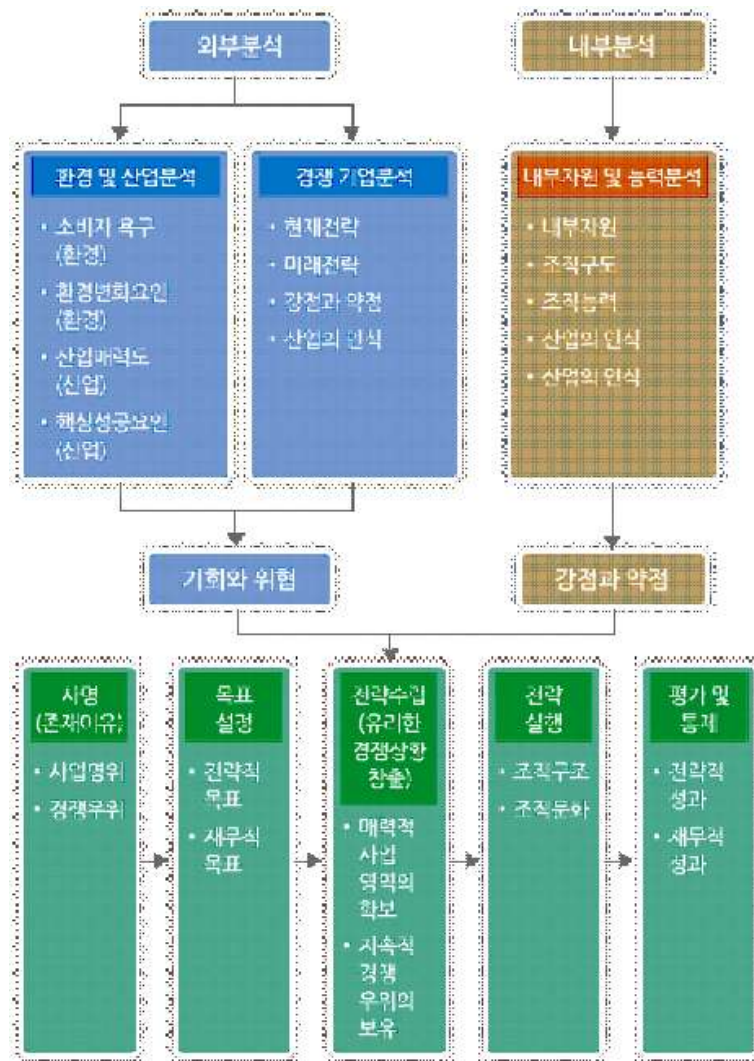 외부분석
내부분석
환경 및 산업분석
• 소비자 욕구
(환경)
• 환경변화요인
(환경)
• 산업매력도
(산업)
• 핵심성공요인
(산업)
경쟁 기업분석
• 현재전략
• 미래전략
• 강점과 약점
• 산업의 인식
내부자원 및 능력분석
• 내부자원
• 조직구도
• 조직능력
• 산업의 인식
• 산업의 인식
기회와 위협
강점과 약점
사명
(존재이유)
• 사업영위
• 경쟁우위
목표
설정
• 전략적
목표
• 재무적
목표
전략수립
(유리한
경쟁상황
창출)
• 매력적
사업
영역의
확보
• 지속적
경쟁
우위의
보유
전략
실행
• 조직구조
• 조직문화
평가 및
통제
• 전략적
성과
• 재무적
성과